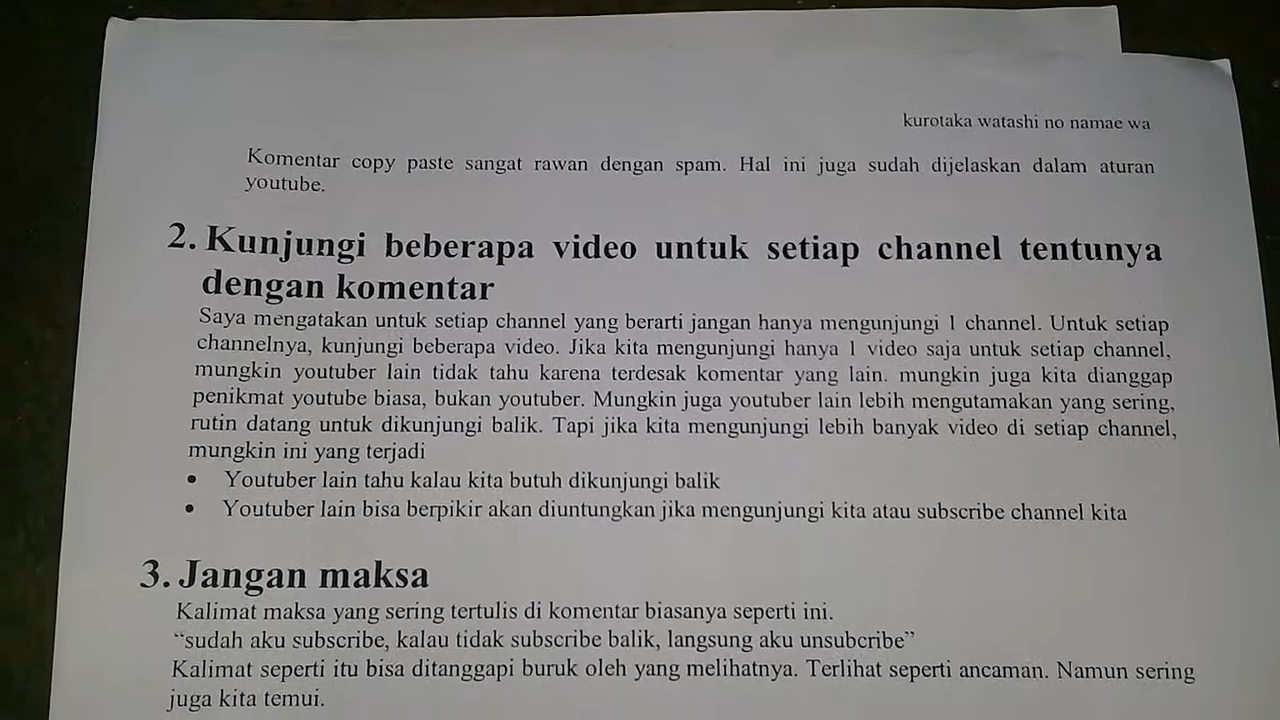 kurotaka watashi no namae wa
Komentar copy paste sangat rawan dengan spam. Hal ini juga sudah dijelaskan dalam aturan
youtube.
2. Kunjungi beberapa video untuk setiap channel tentunya
dengan komentar
Saya mengatakan untuk setiap channel yang berarti jangan hanya mengunjungi 1 channel. Untuk setiap
channelnya, kunjungi beberapa video. Jika kita mengunjungi hanya 1 video saja untuk setiap channel,
mungkin youtuber lain tidak tahu karena terdesak komentar yang lain. mungkin juga kita dianggap
penikmat youtube biasa, bukan youtuber. Mungkin juga youtuber lain lebih mengutamakan yang sering,
rutin datang untuk dikunjungi balik. Tapi jika kita mengunjungi lebih banyak video di setiap channel,
mungkin ini yang terjadi
• Youtuber lain tahu kalau kita butuh dikunjungi balik
• Youtuber lain bisa berpikir akan diuntungkan jika mengunjungi kita atau subscribe channel kita
3. Jangan maksa
Kalimat maksa yang sering tertulis di komentar biasanya seperti ini.
“sudah aku subscribe, kalau tidak subscribe balik, langsung aku unsubcribe”
Kalimat seperti itu bisa ditanggapi buruk oleh yang melihatnya. Terlihat seperti ancaman. Namun sering
juga kita temui.